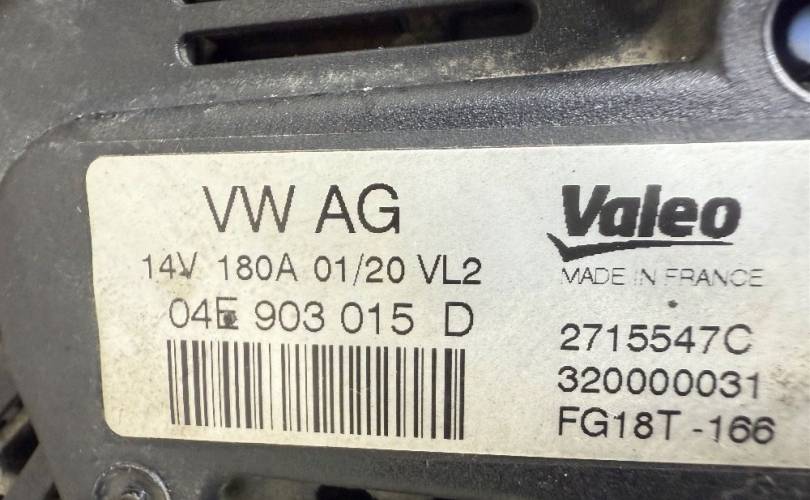 VW AG
14V 180A 01/20 VL2
04E 903 015 D
Valeo
MADE IN FRANCE
2715547C
320000031
FG18T -166